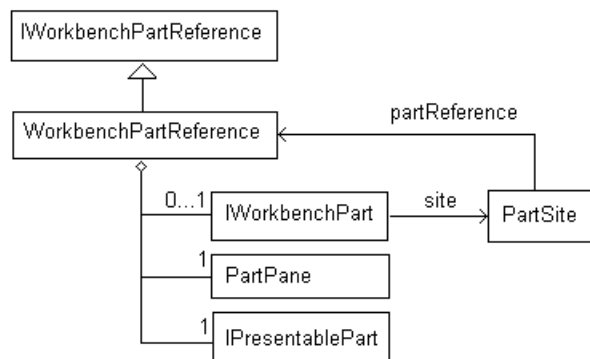 IWorkbenchPartReference
partReference
WorkbenchPartReference
0...1
IWorkbenchPart
site
PartSite
1
PartPane
1
IPresentablePart